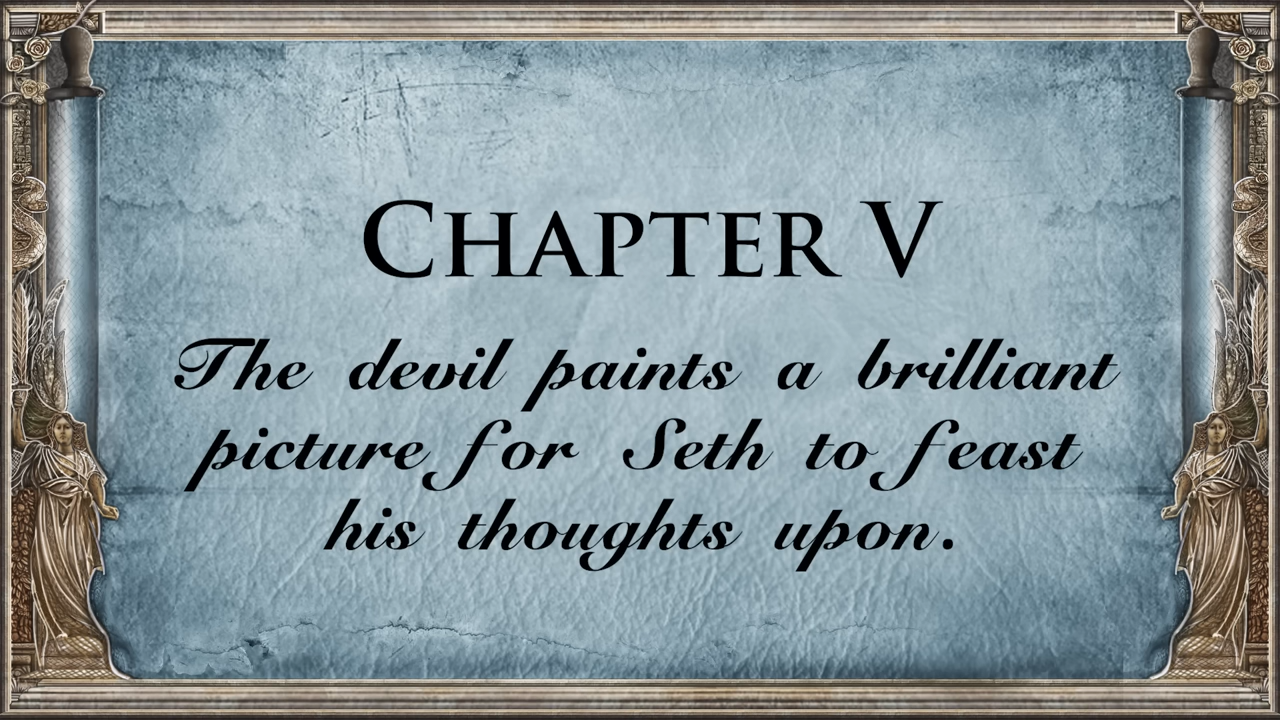 Chapter V
The devil paints a brilliant
picture for Seth to feast
his thoughts upon.